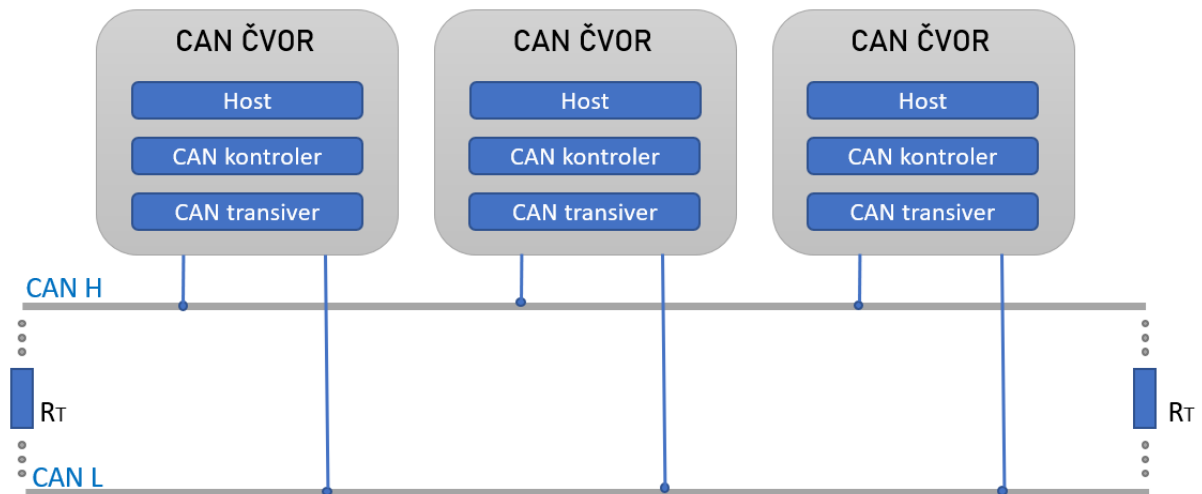 CAN ČVOR
Host
CAN kontroler
CAN transiver
CAN ČVOR
Host
CAN kontroler
CAN transiver
CAN ČVOR
Host
CAN kontroler
CAN transiver
CAN H
RT
RT
CAN L